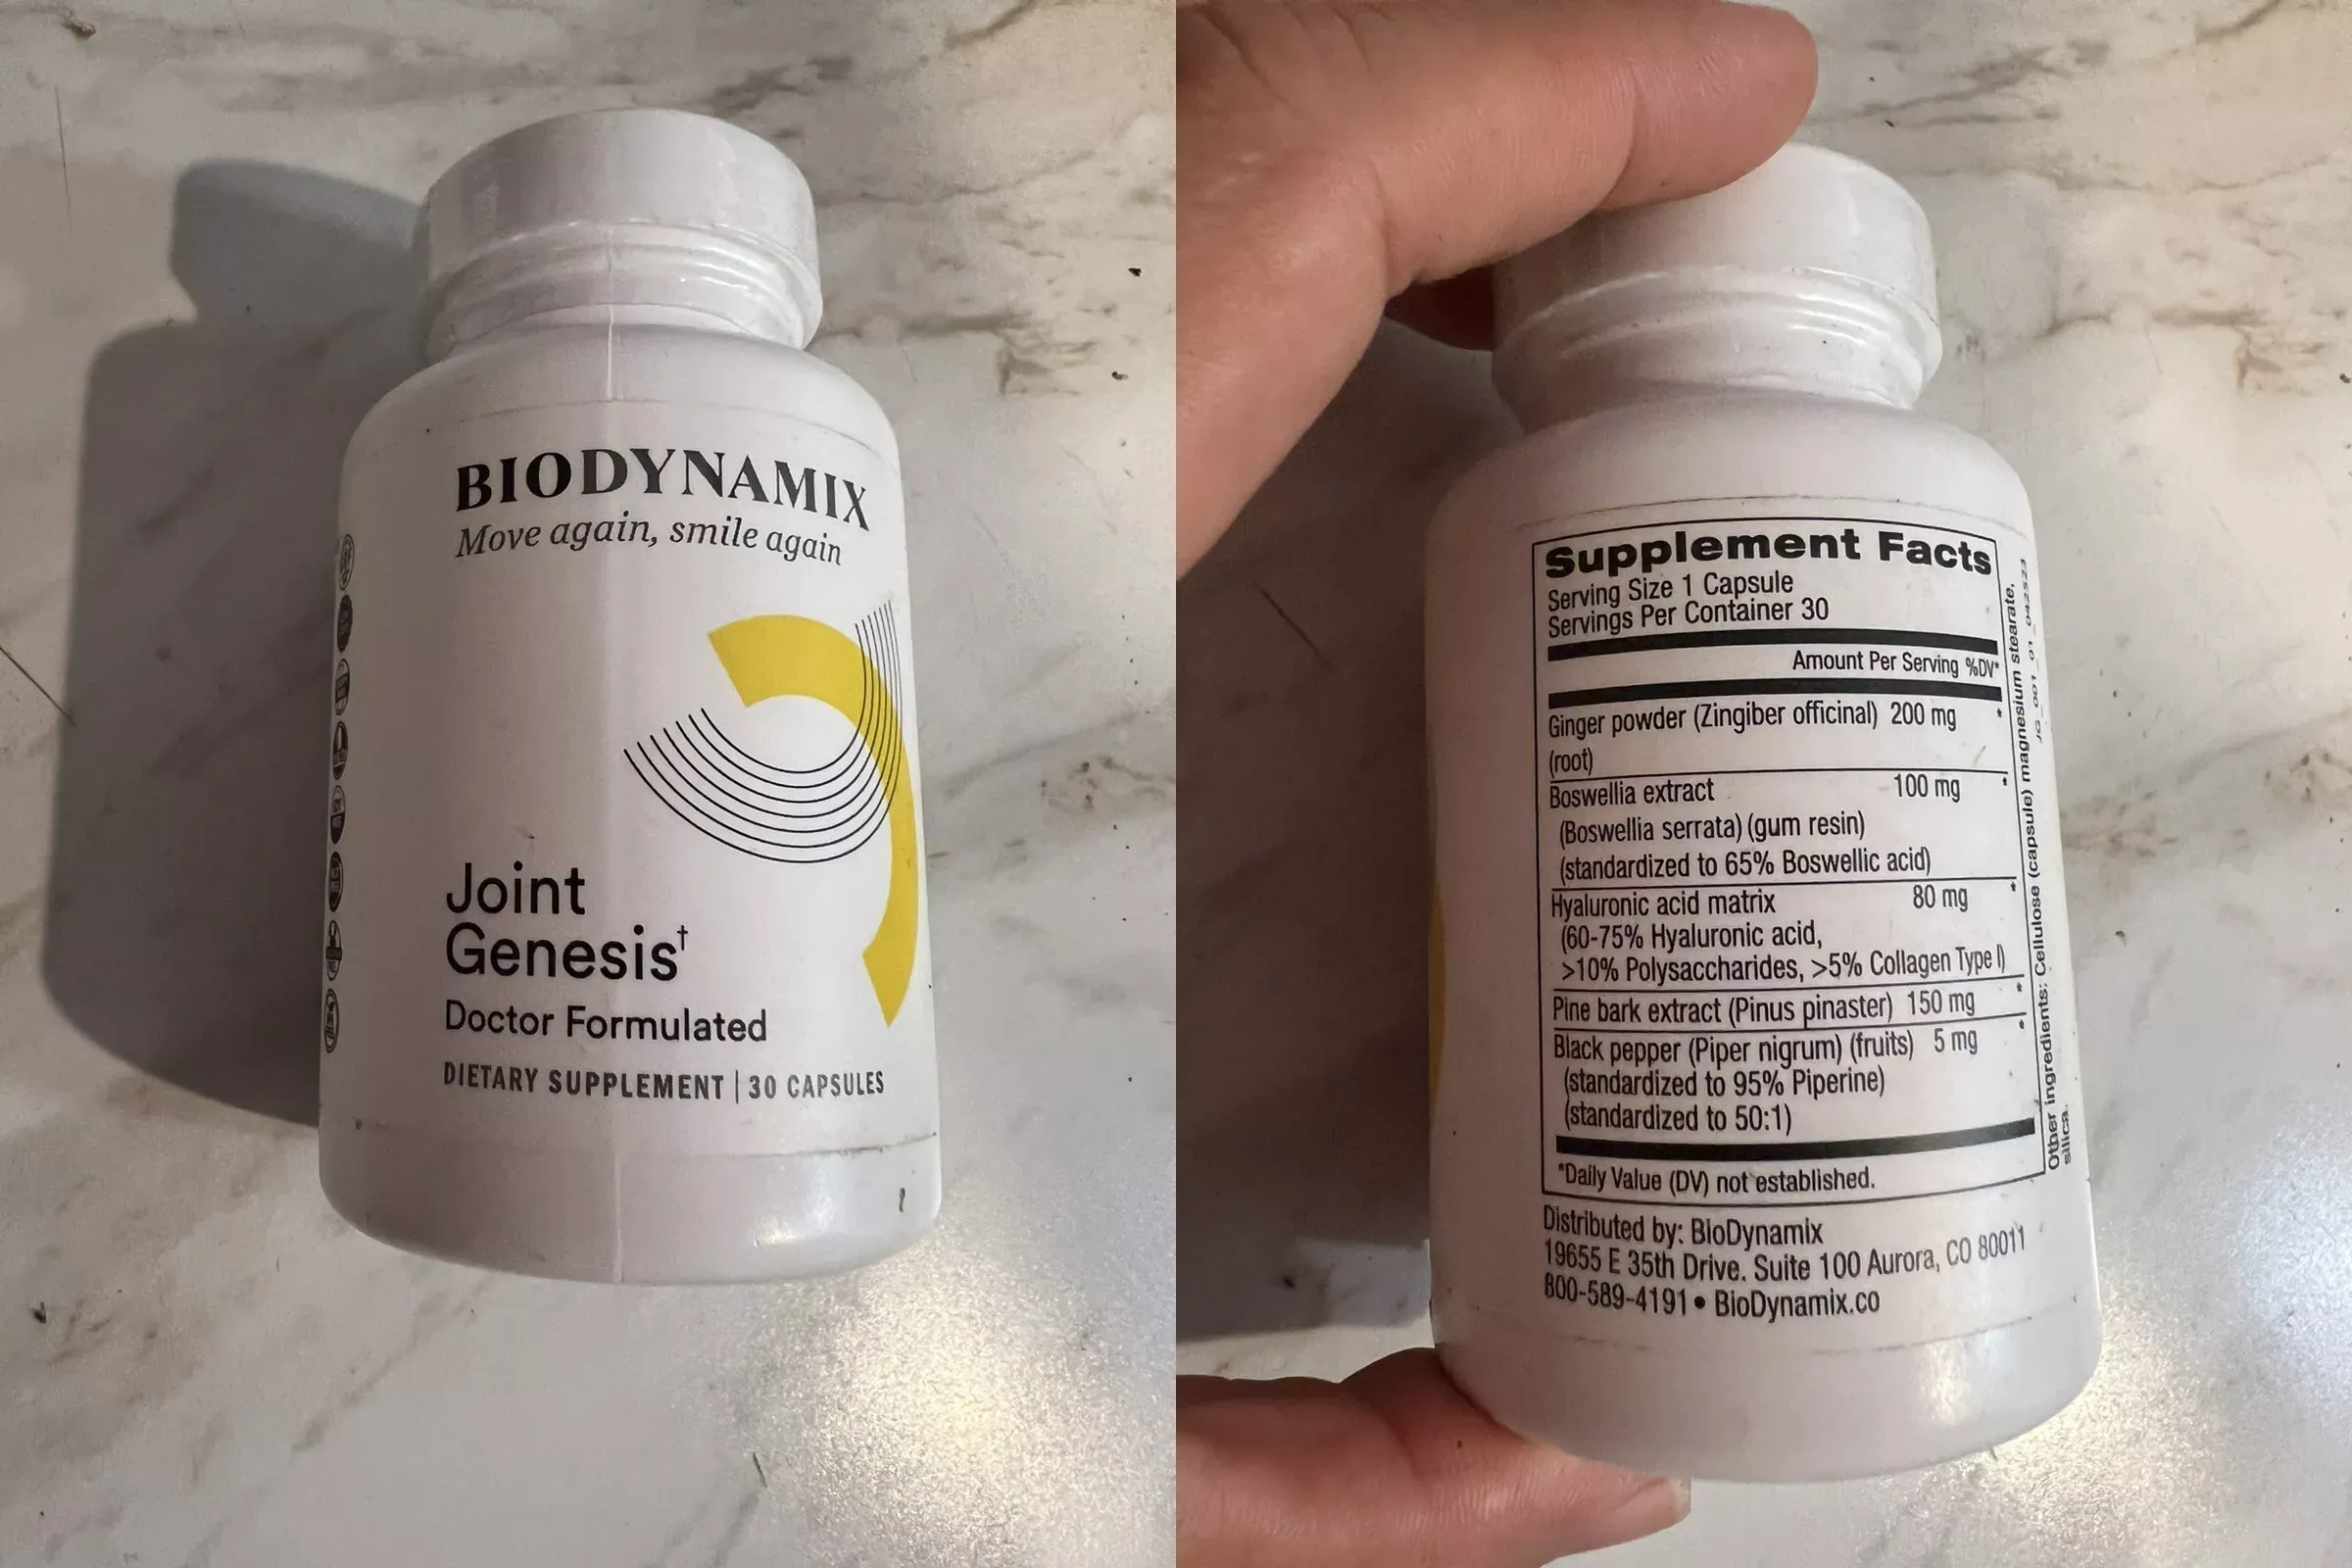 BIODYNAMIX
Move again, smile again
Joint
Genesis†
Doctor Formulated
DIETARY SUPPLEMENT | 30 CAPSULES
Supplement Facts
Serving Size 1 Capsule
Servings Per Container 30
Amount Per Serving %DV*
Ginger powder (Zingiber officinal) 200 mg *
(root)
Boswellia extract 100 mg *
(Boswellia serrata) (gum resin)
(standardized to 65% Boswellic acid)
Hyaluronic acid matrix 80 mg *
(60-75% Hyaluronic acid,
>10% Polysaccharides, >5% Collagen Type I)
Pine bark extract (Pinus pinaster) 150 mg *
Black pepper (Piper nigrum) (fruits) 5 mg *
(standardized to 95% Piperine)
(standardized to 50:1)
*Daily Value (DV) not established.
Distributed by: BioDynamix
19655 E 35th Drive. Suite 100 Aurora, CO 80011
800-589-4191 • BioDynamix.co
Other ingredients: Cellulose (capsule) magnesium stearate,
silica.
JG_001_01_042523